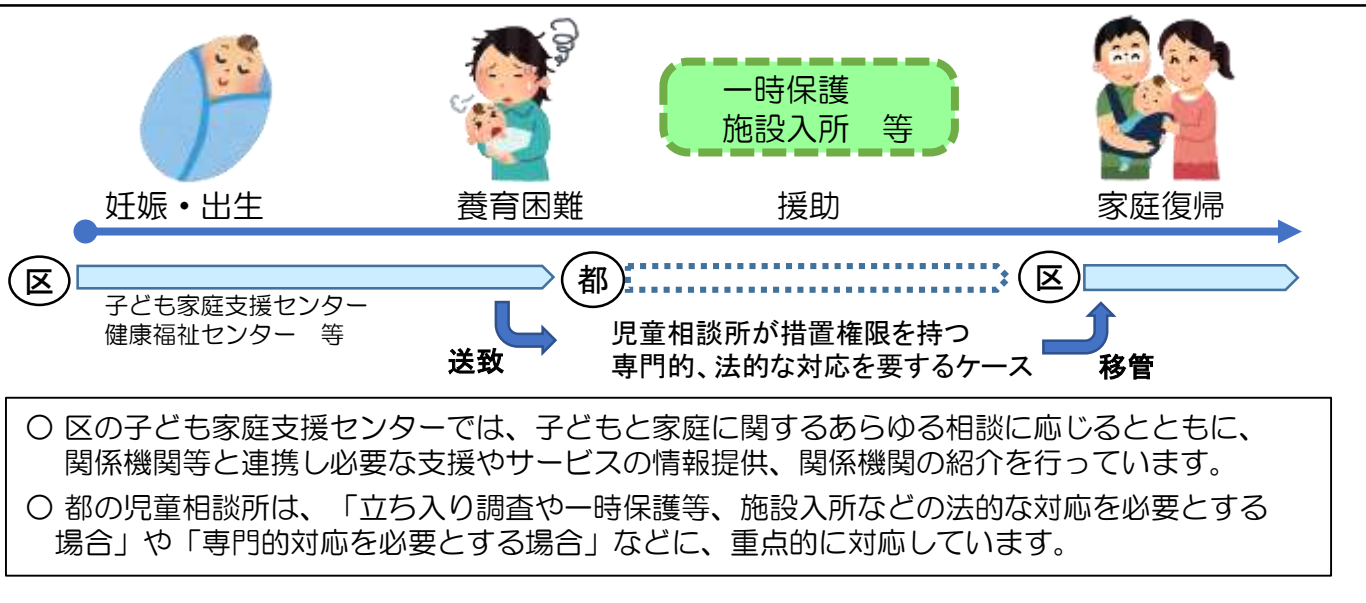 一時保護
施設入所　等
妊娠・出生
養育困難
援助
家庭復帰
区
都
区
子ども家庭支援センター
健康福祉センター　等
送致
児童相談所が措置権限を持つ
専門的、法的な対応を要するケース
移管
〇 区の子ども家庭支援センターでは、子どもと家庭に関するあらゆる相談に応じるとともに、
関係機関等と連携し必要な支援やサービスの情報提供、関係機関の紹介を行っています。
〇 都の児童相談所は、「立ち入り調査や一時保護等、施設入所などの法的な対応を必要とする
場合」や「専門的対応を必要とする場合」などに、重点的に対応しています。